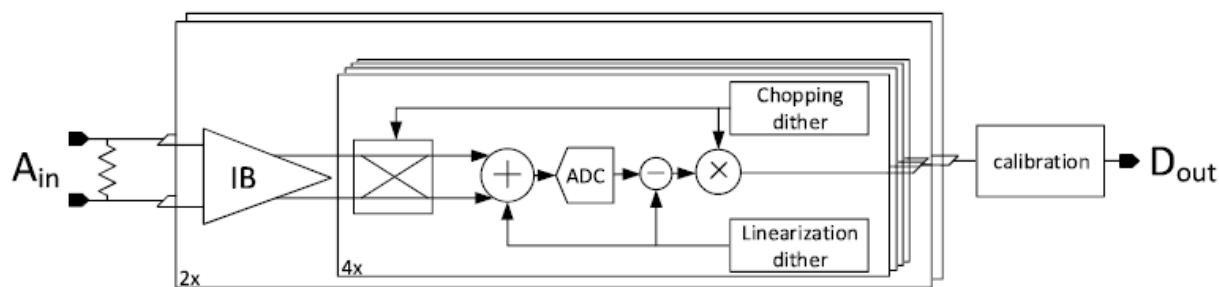 Chopping
dither
A_in
IB
+
ADC
−
×
calibration
D_out
Linearization
dither
2x
4x